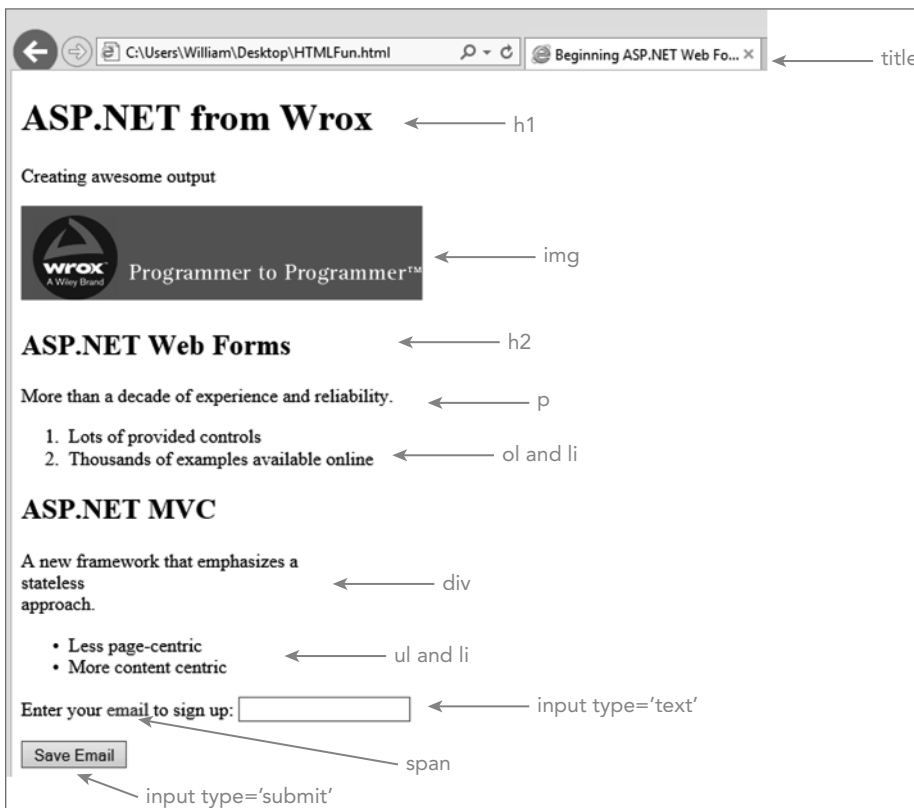 C:\Users\William\Desktop\HTMLFun.html
Beginning ASP.NET Web Fo...
title
ASP.NET from Wrox
h1
Creating awesome output
wrox
A Wiley Brand
Programmer to Programmer™
img
ASP.NET Web Forms
h2
More than a decade of experience and reliability.
p
1. Lots of provided controls
2. Thousands of examples available online
ol and li
ASP.NET MVC
A new framework that emphasizes a
stateless
approach.
div
• Less page-centric
• More content centric
ul and li
Enter your email to sign up:
input type=‘text’
Save Email
span
input type=‘submit’